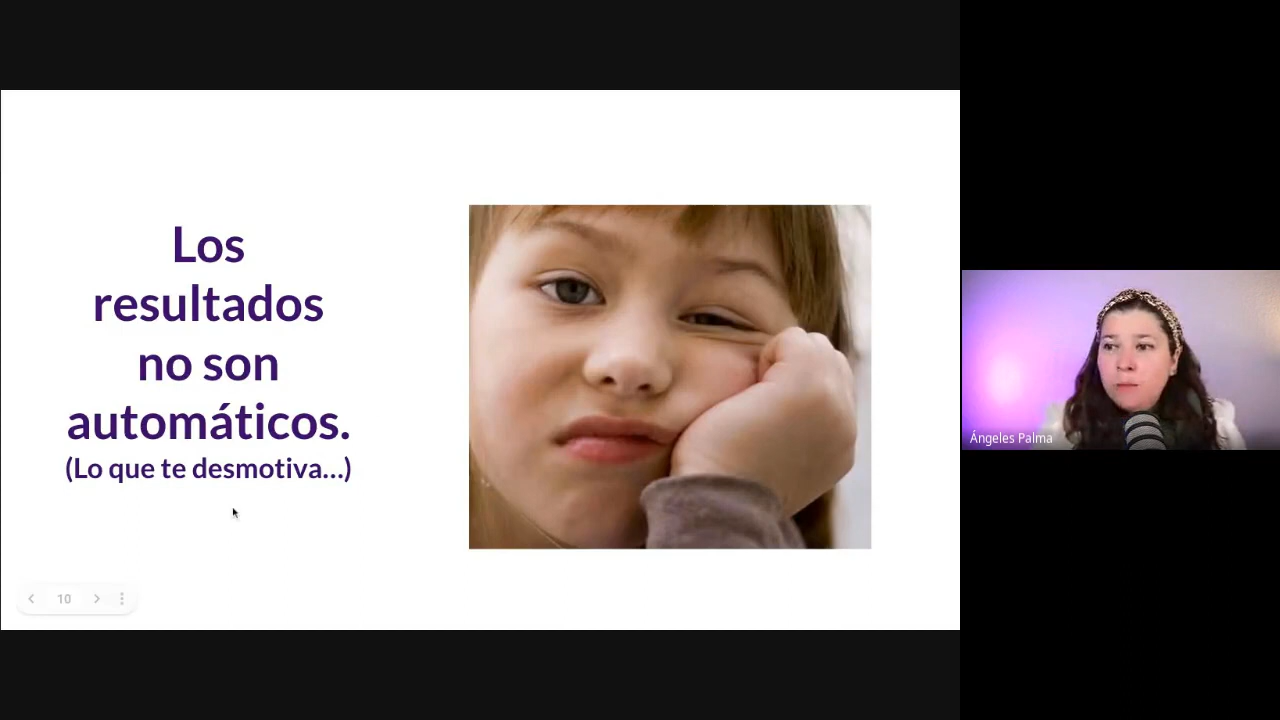 Los
resultados
no son
automáticos.
(Lo que te desmotiva...)
10
Ángeles Palma